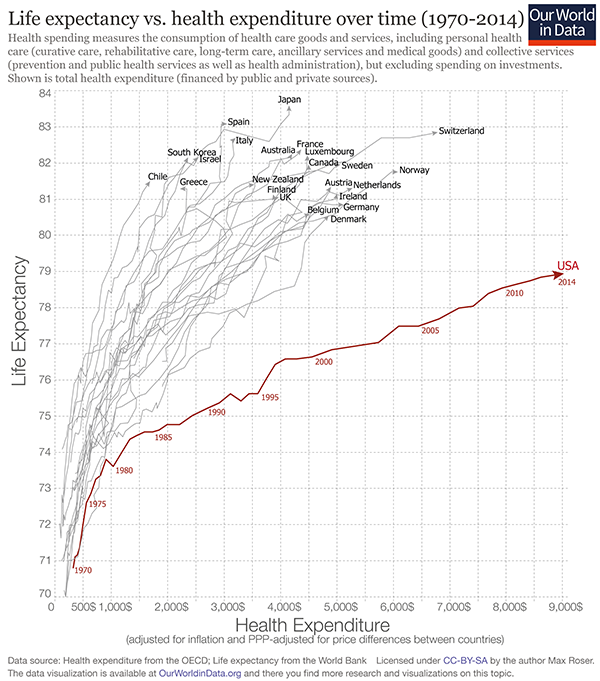 Life expectancy vs. health expenditure over time (1970-2014)
Our World
in Data
Health spending measures the consumption of health care goods and services, including personal health
care (curative care, rehabilitative care, long-term care, ancillary services and medical goods) and collective services
(prevention and public health services as well as health administration), but excluding spending on investments.
Shown is total health expenditure (financed by public and private sources).
84
83
82
81
80
79
78
77
76
75
74
73
72
71
70
Life Expectancy
Japan
Spain
Switzerland
Italy
France
Australia
Luxembourg
South Korea
Israel
Canada
Sweden
Chile
Greece
New Zealand
Norway
Finland
UK
Austria
Netherlands
Ireland
Belgium
Germany
Denmark
USA
2014
2010
2005
2000
1995
1990
1985
1980
1975
1970
0 500$ 1,000$ 2,000$ 3,000$ 4,000$ 5,000$ 6,000$ 7,000$ 8,000$ 9,000$
Health Expenditure
(adjusted for inflation and PPP-adjusted for price differences between countries)
Data source: Health expenditure from the OECD; Life expectancy from the World Bank Licensed under CC-BY-SA by the author Max Roser.
The data visualization is available at OurWorldinData.org and there you find more research and visualizations on this topic.